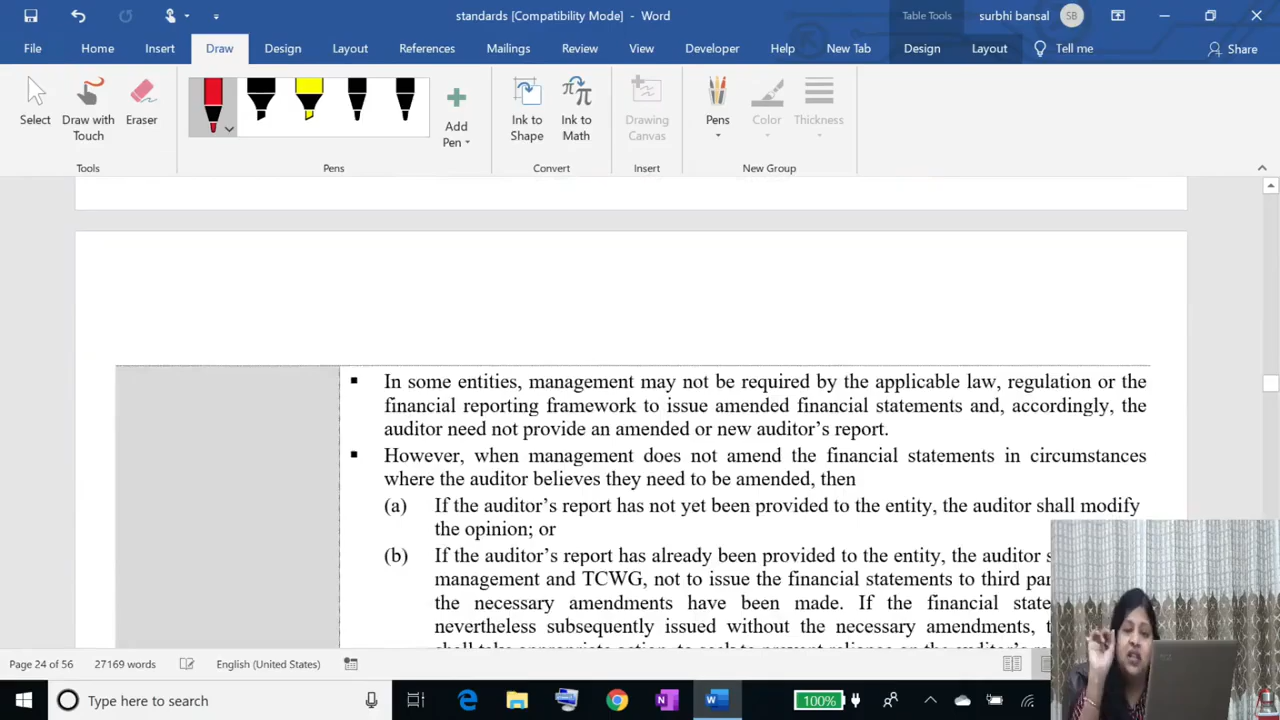 standards [Compatibility Mode] - Word
Table Tools
surbhi bansal SB
File Home Insert Draw Design Layout References Mailings Review View Developer Help New Tab Design Layout Tell me Share
Select
Draw with Touch
Eraser
Add Pen
Ink to Shape
Ink to Math
Drawing Canvas
Pens
Color
Thickness
Tools Pens Convert Insert New Group
▪ In some entities, management may not be required by the applicable law, regulation or the
financial reporting framework to issue amended financial statements and, accordingly, the
auditor need not provide an amended or new auditor’s report.
▪ However, when management does not amend the financial statements in circumstances
where the auditor believes they need to be amended, then
(a) If the auditor’s report has not yet been provided to the entity, the auditor shall modify
the opinion; or
(b) If the auditor’s report has already been provided to the entity, the auditor
management and TCWG, not to issue the financial statements to third
the necessary amendments have been made. If the financial
nevertheless subsequently issued without the necessary amendments,
Page 24 of 56 27169 words English (United States)
Type here to search 100%